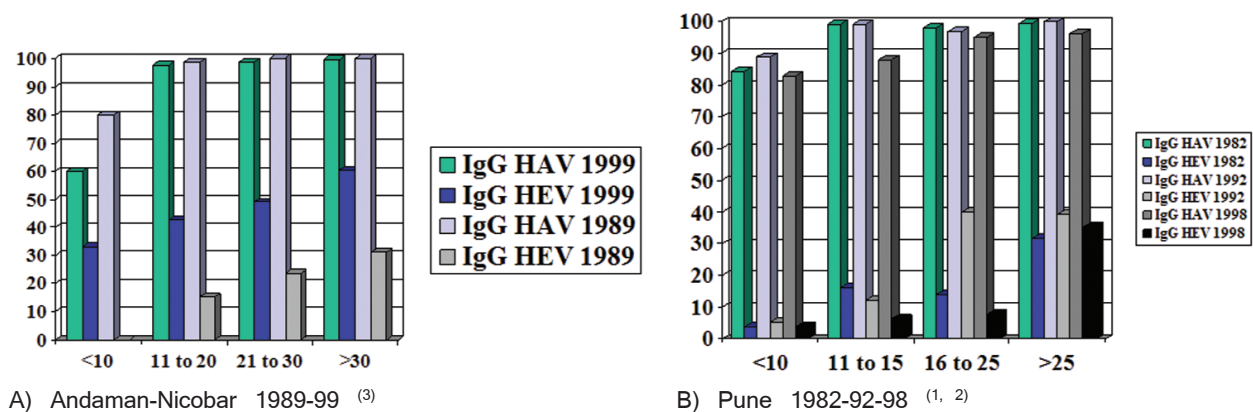 100
90
80
70
60
50
40
30
20
10
0
<10 11 to 20 21 to 30 >30
IgG HAV 1999
IgG HEV 1999
IgG HAV 1989
IgG HEV 1989
A) Andaman-Nicobar 1989-99 (3)
100
90
80
70
60
50
40
30
20
10
0
<10 11 to 15 16 to 25 >25
IgG HAV 1982
IgG HEV 1982
IgG HAV 1992
IgG HEV 1992
IgG HAV 1998
IgG HEV 1998
B) Pune 1982-92-98 (1, 2)